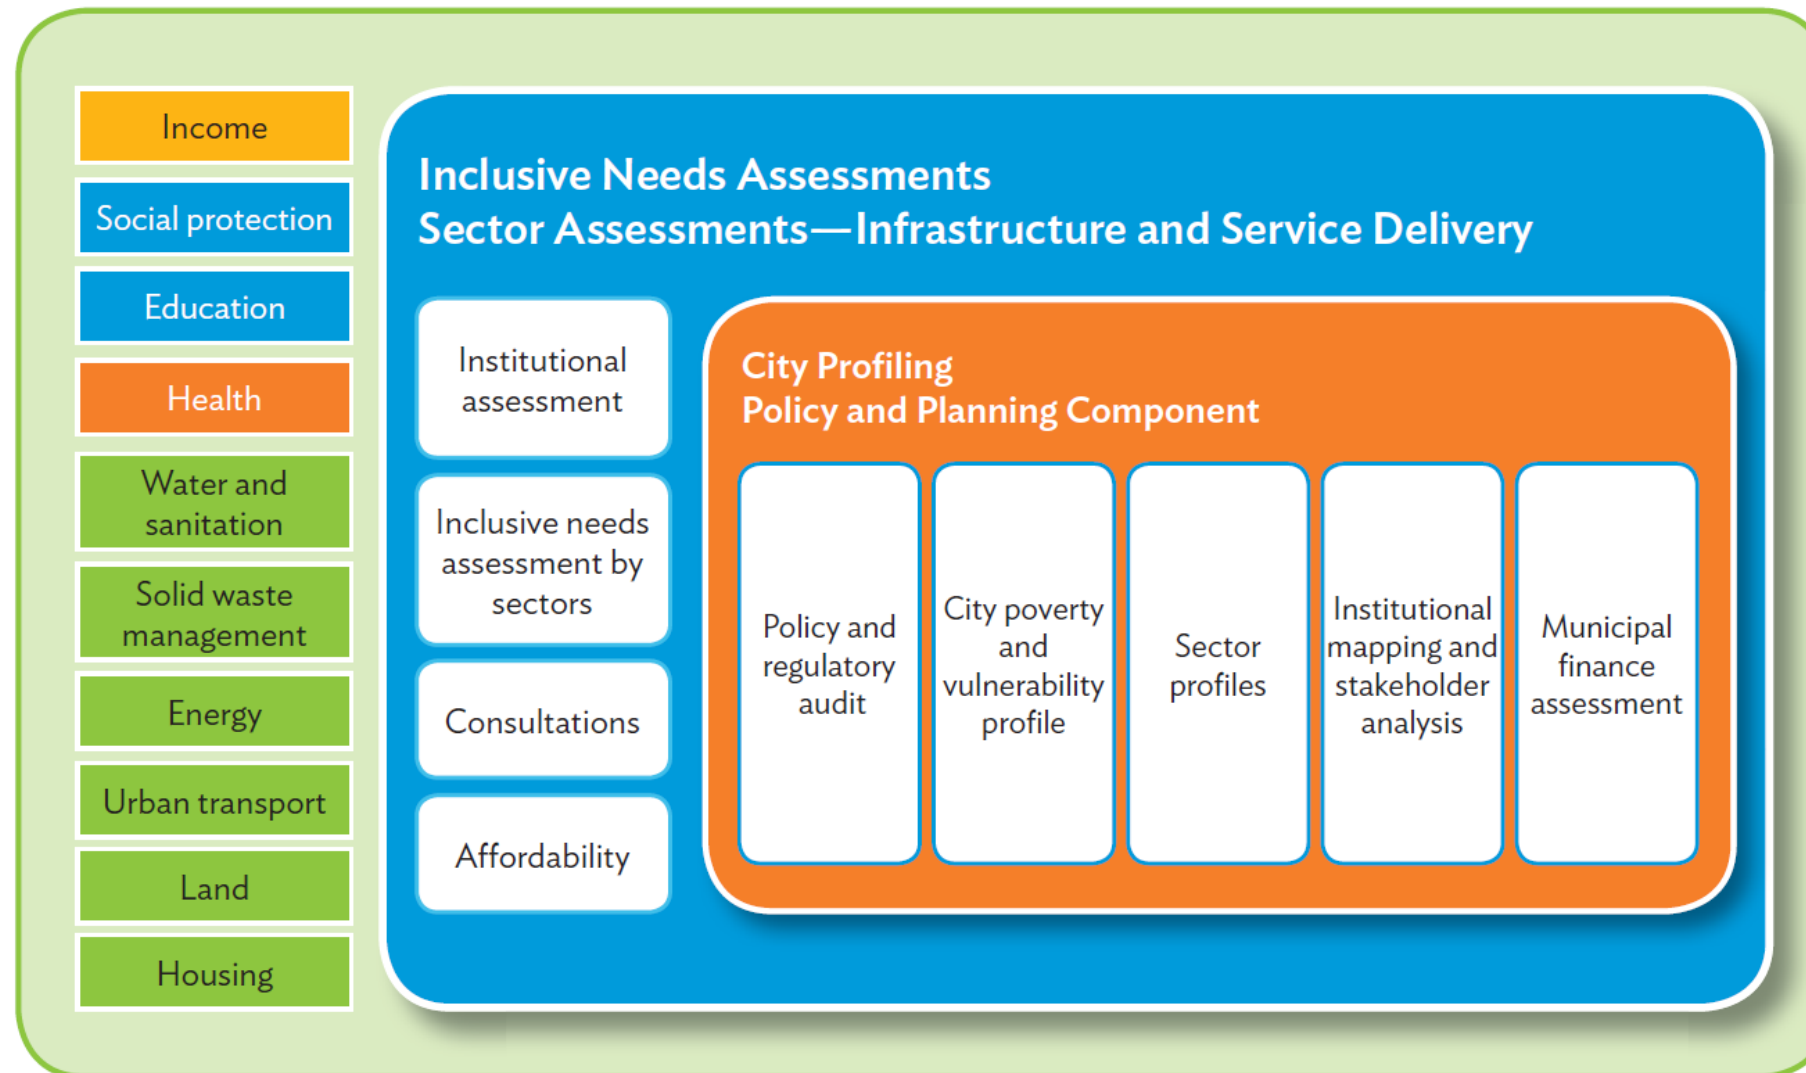 Income
Social protection
Education
Health
Water and
sanitation
Solid waste
management
Energy
Urban transport
Land
Housing
Inclusive Needs Assessments
Sector Assessments—Infrastructure and Service Delivery
Institutional
assessment
Inclusive needs
assessment by
sectors
Consultations
Affordability
City Profiling
Policy and Planning Component
Policy and
regulatory
audit
City poverty
and
vulnerability
profile
Sector
profiles
Institutional
mapping and
stakeholder
analysis
Municipal
finance
assessment